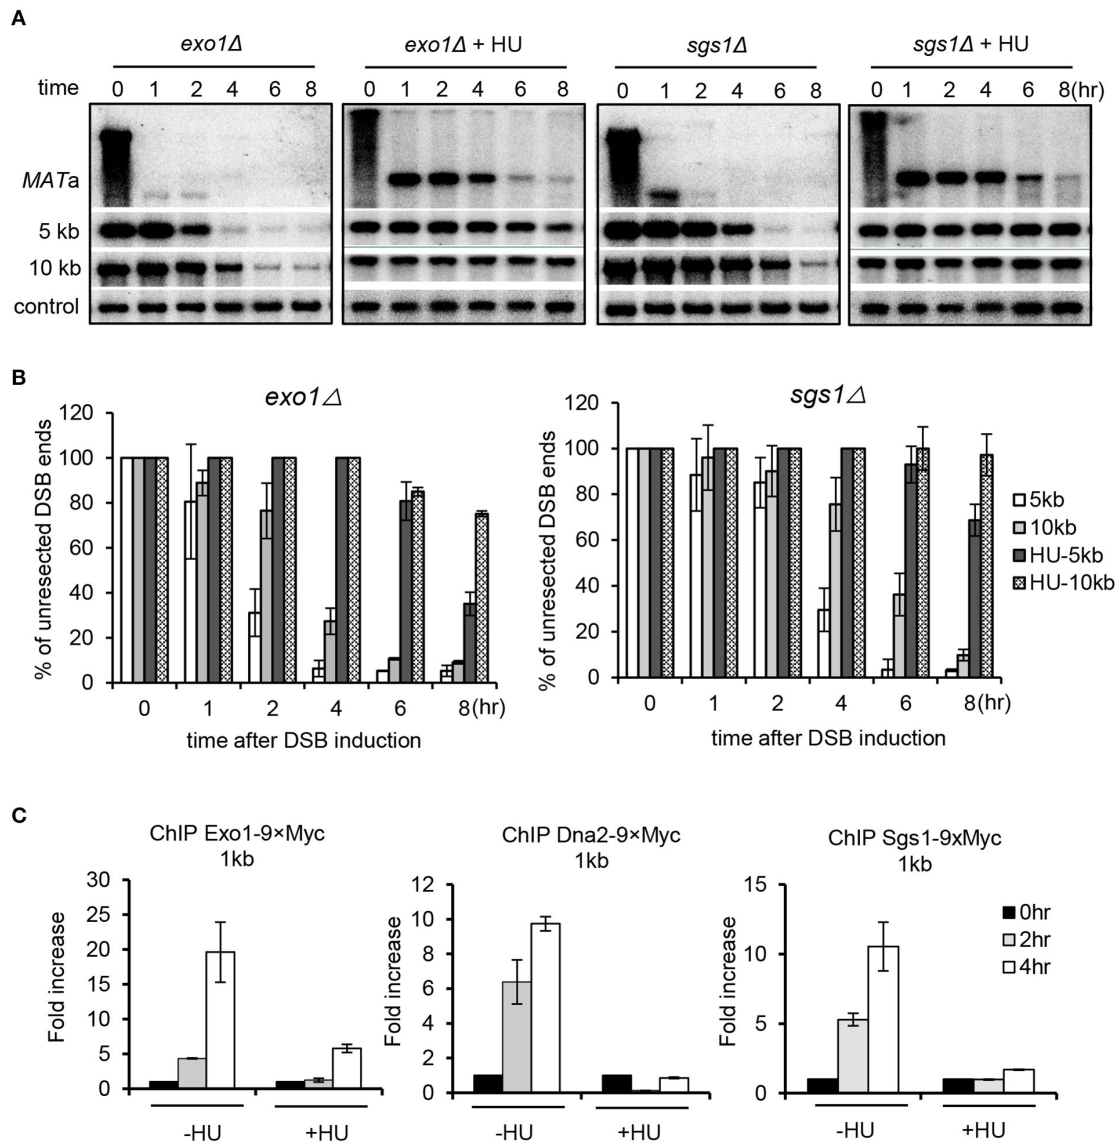 A
exo1Δ exo1Δ + HU sgs1Δ sgs1Δ + HU
time 0 1 2 4 6 8 0 1 2 4 6 8 0 1 2 4 6 8 0 1 2 4 6 8(hr)
MATa
5 kb
10 kb
control
B
exo1△ sgs1△
% of unresected DSB ends
120
100
80
60
40
20
0
0 1 2 4 6 8(hr)
time after DSB induction
% of unresected DSB ends
120
100
80
60
40
20
0
0 1 2 4 6 8(hr)
time after DSB induction
5kb
10kb
HU-5kb
HU-10kb
C
ChIP Exo1-9×Myc
1kb
Fold increase
30
25
20
15
10
5
0
-HU +HU
ChIP Dna2-9×Myc
1kb
Fold increase
12
10
8
6
4
2
0
-HU +HU
ChIP Sgs1-9xMyc
1kb
Fold increase
15
10
5
0
-HU +HU
0hr
2hr
4hr